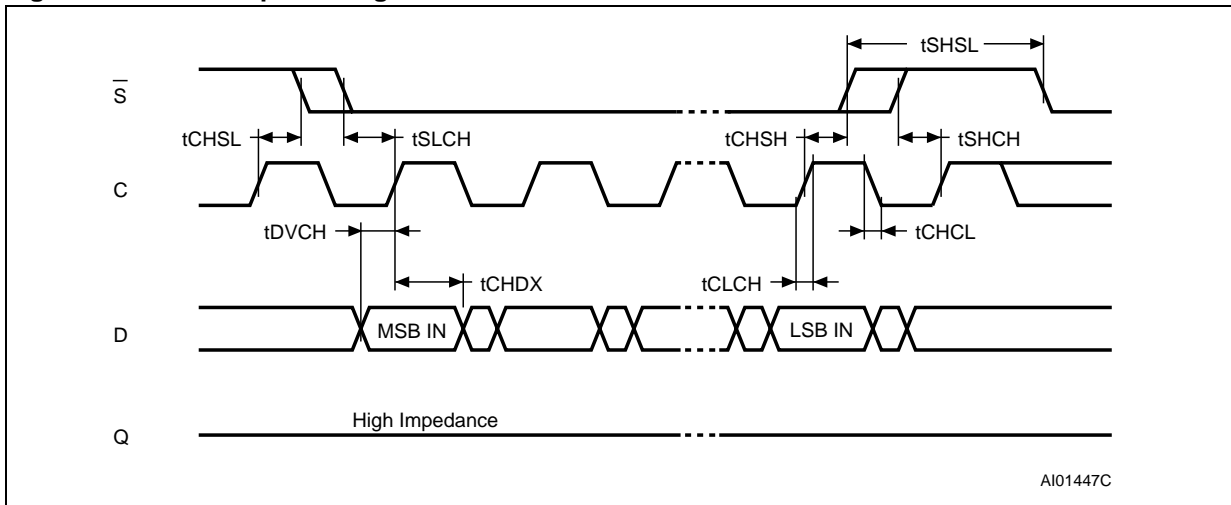 tSHSL
S
tCHSL
tSLCH
tCHSH
tSHCH
C
tDVCH
tCHCL
tCHDX
tCLCH
D
MSB IN
LSB IN
High Impedance
Q
AI01447C